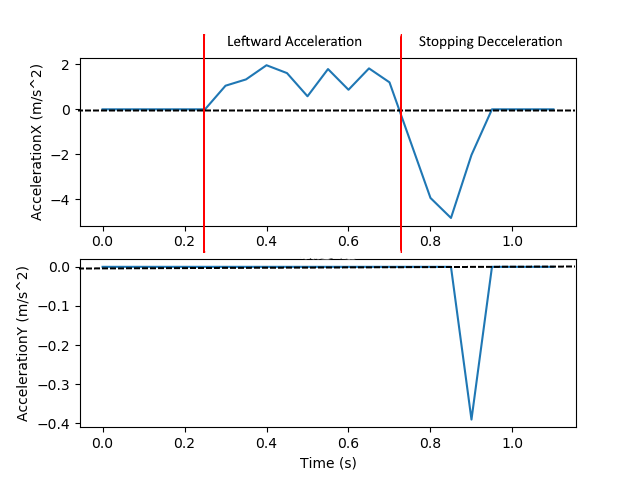 Leftward Acceleration Stopping Decceleration
AccelerationX (m/s^2)
2
0
−2
−4
0.0 0.2 0.4 0.6 0.8 1.0
AccelerationY (m/s^2)
0.0
−0.1
−0.2
−0.3
−0.4
0.0 0.2 0.4 0.6 0.8 1.0
Time (s)